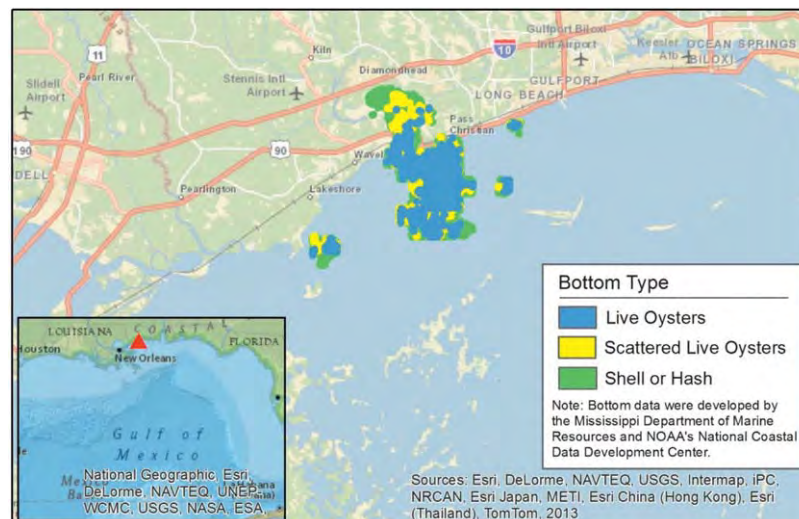 Gulfport Biloxi
Intl Airport
Keesler
Afb
OCEAN SPRINGS
BILOXI
11
Pearl River
Kiln
10
Slidell
Airport
Stennis Intl
Airport
Diamondhead
GULFPORT
LONG BEACH
Pass
Christian
190
90
Wavel
DELL
Pearlington
Lakeshore
Bottom Type
Live Oysters
Scattered Live Oysters
Shell or Hash
Note: Bottom data were developed by
the Mississippi Department of Marine
Resources and NOAA's National Coastal
Data Development Center.
LOUISIANA
COASTAL
FLORIDA
Houston
New Orleans
Gulf of
Mexico
National Geographic, Esri,
DeLorme, NAVTEQ, UNEP,
WCMC, USGS, NASA, ESA,
Sources: Esri, DeLorme, NAVTEQ, USGS, Intermap, iPC,
NRCAN, Esri Japan, METI, Esri China (Hong Kong), Esri
(Thailand), TomTom, 2013